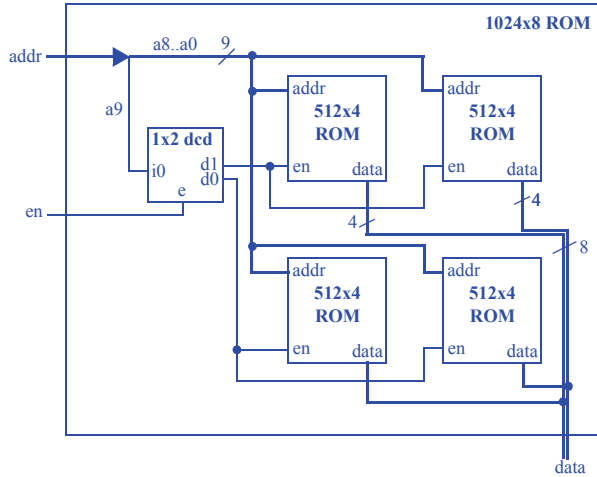 1024x8 ROM
addr
a8..a0
9
a9
addr
512x4
ROM
en
data
addr
512x4
ROM
en
data
1x2 dcd
i0
d1
d0
e
en
4
4
8
addr
512x4
ROM
en
data
addr
512x4
ROM
en
data
data